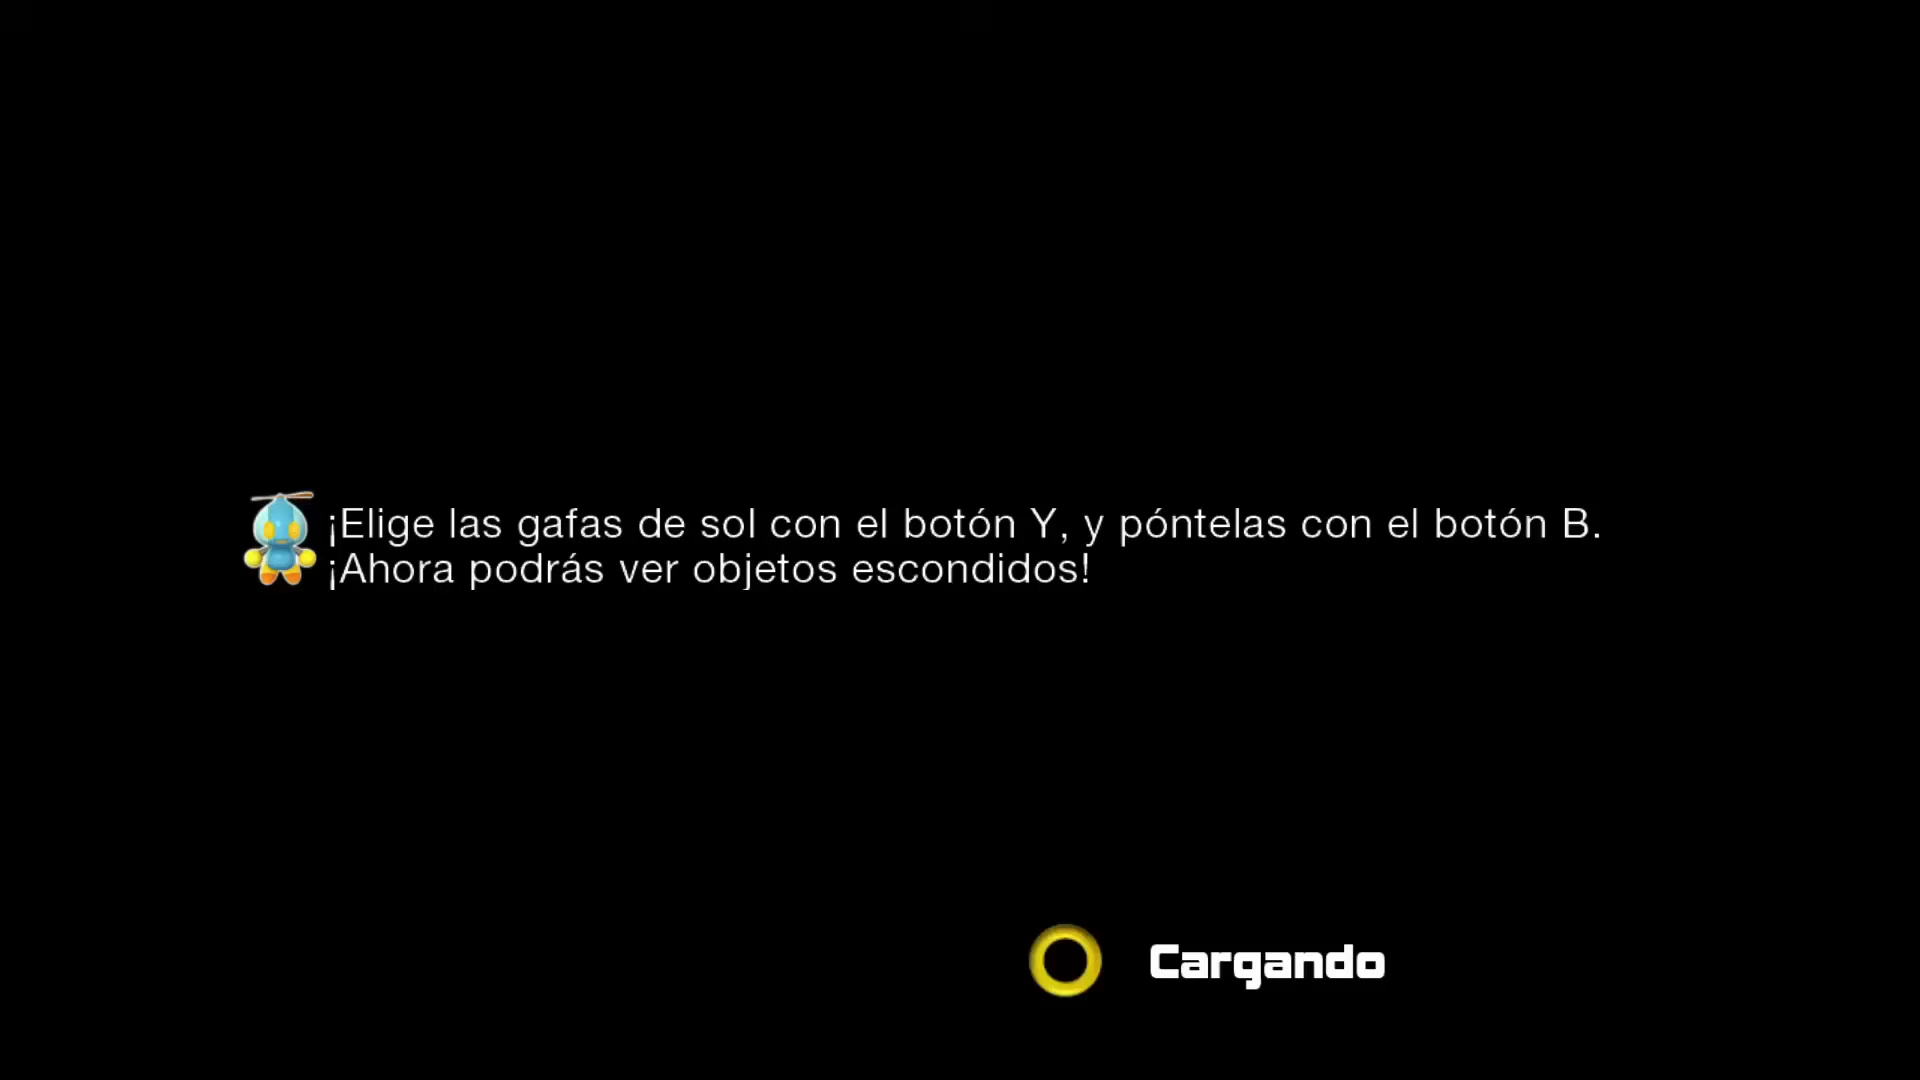 ¡Elige las gafas de sol con el botón Y, y póntelas con el botón B.
¡Ahora podrás ver objetos escondidos!
Cargando